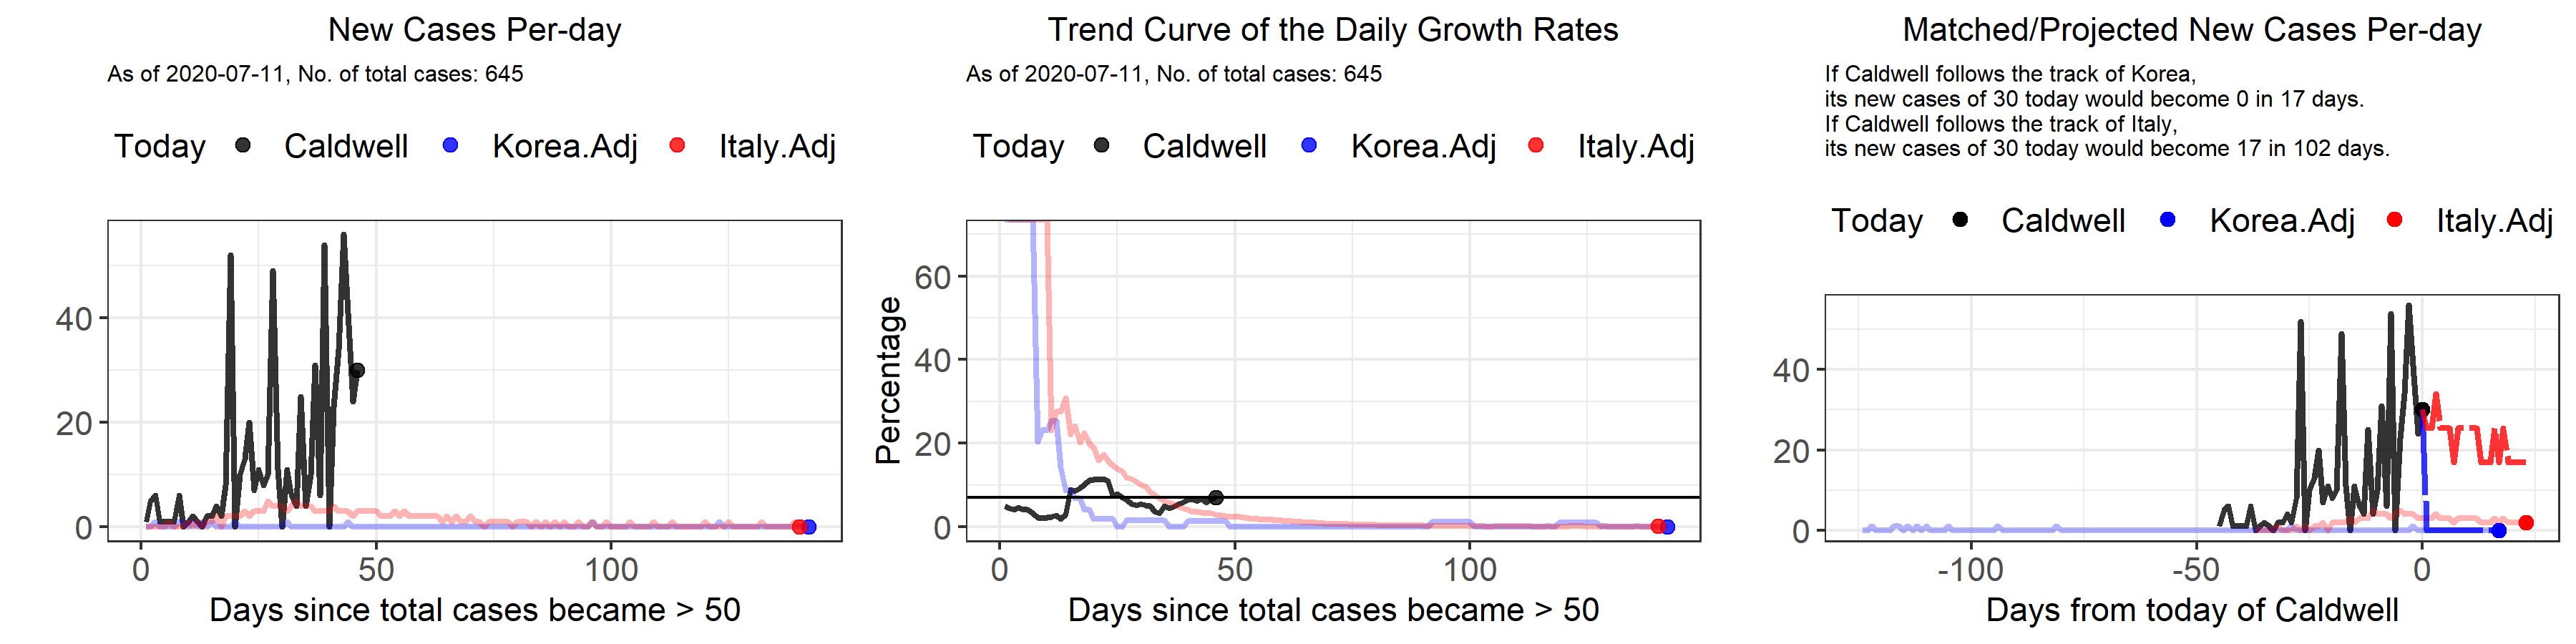 New Cases Per-day
As of 2020-07-11, No. of total cases: 645
Today Caldwell Korea.Adj Italy.Adj
40
20
0
0 50 100
Days since total cases became > 50
Trend Curve of the Daily Growth Rates
As of 2020-07-11, No. of total cases: 645
Today Caldwell Korea.Adj Italy.Adj
Percentage
60
40
20
0
0 50 100
Days since total cases became > 50
Matched/Projected New Cases Per-day
If Caldwell follows the track of Korea,
its new cases of 30 today would become 0 in 17 days.
If Caldwell follows the track of Italy,
its new cases of 30 today would become 17 in 102 days.
Today Caldwell Korea.Adj Italy.Adj
40
20
0
-100 -50 0
Days from today of Caldwell